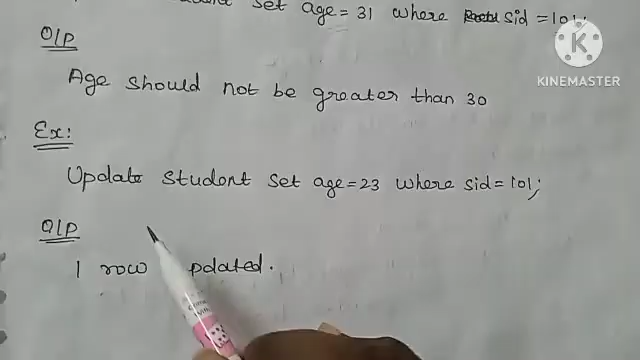 student set age = 31 where sid = 101;
O/P
Age should not be greater than 30
Ex:
Update student set age=23 where sid=101;
O/P
1 row pdated.
KINEMASTER